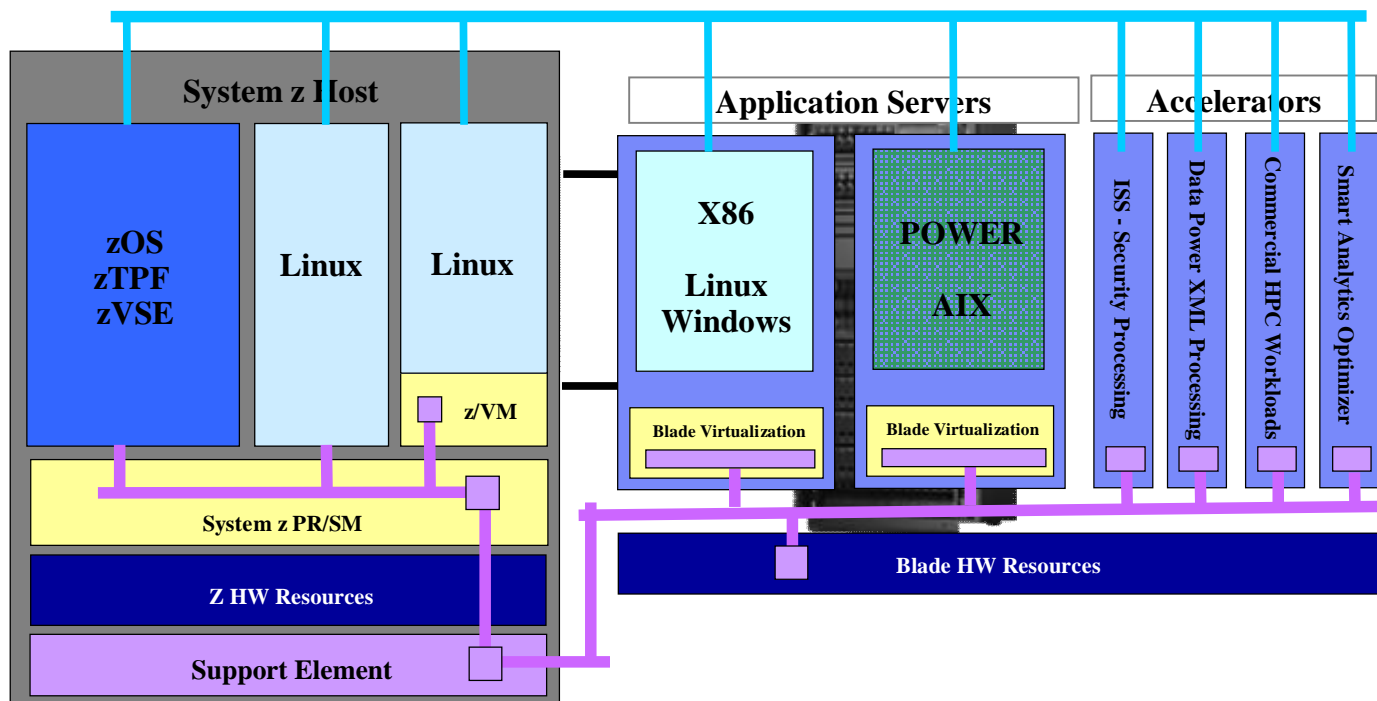 System z Host
Application Servers
Accelerators
zOS
zTPF
zVSE
Linux
Linux
z/VM
System z PR/SM
Z HW Resources
Support Element
X86
Linux
Windows
Blade Virtualization
POWER
AIX
Blade Virtualization
ISS - Security Processing
Data Power XML Processing
Commercial HPC Workloads
Smart Analytics Optimizer
Blade HW Resources